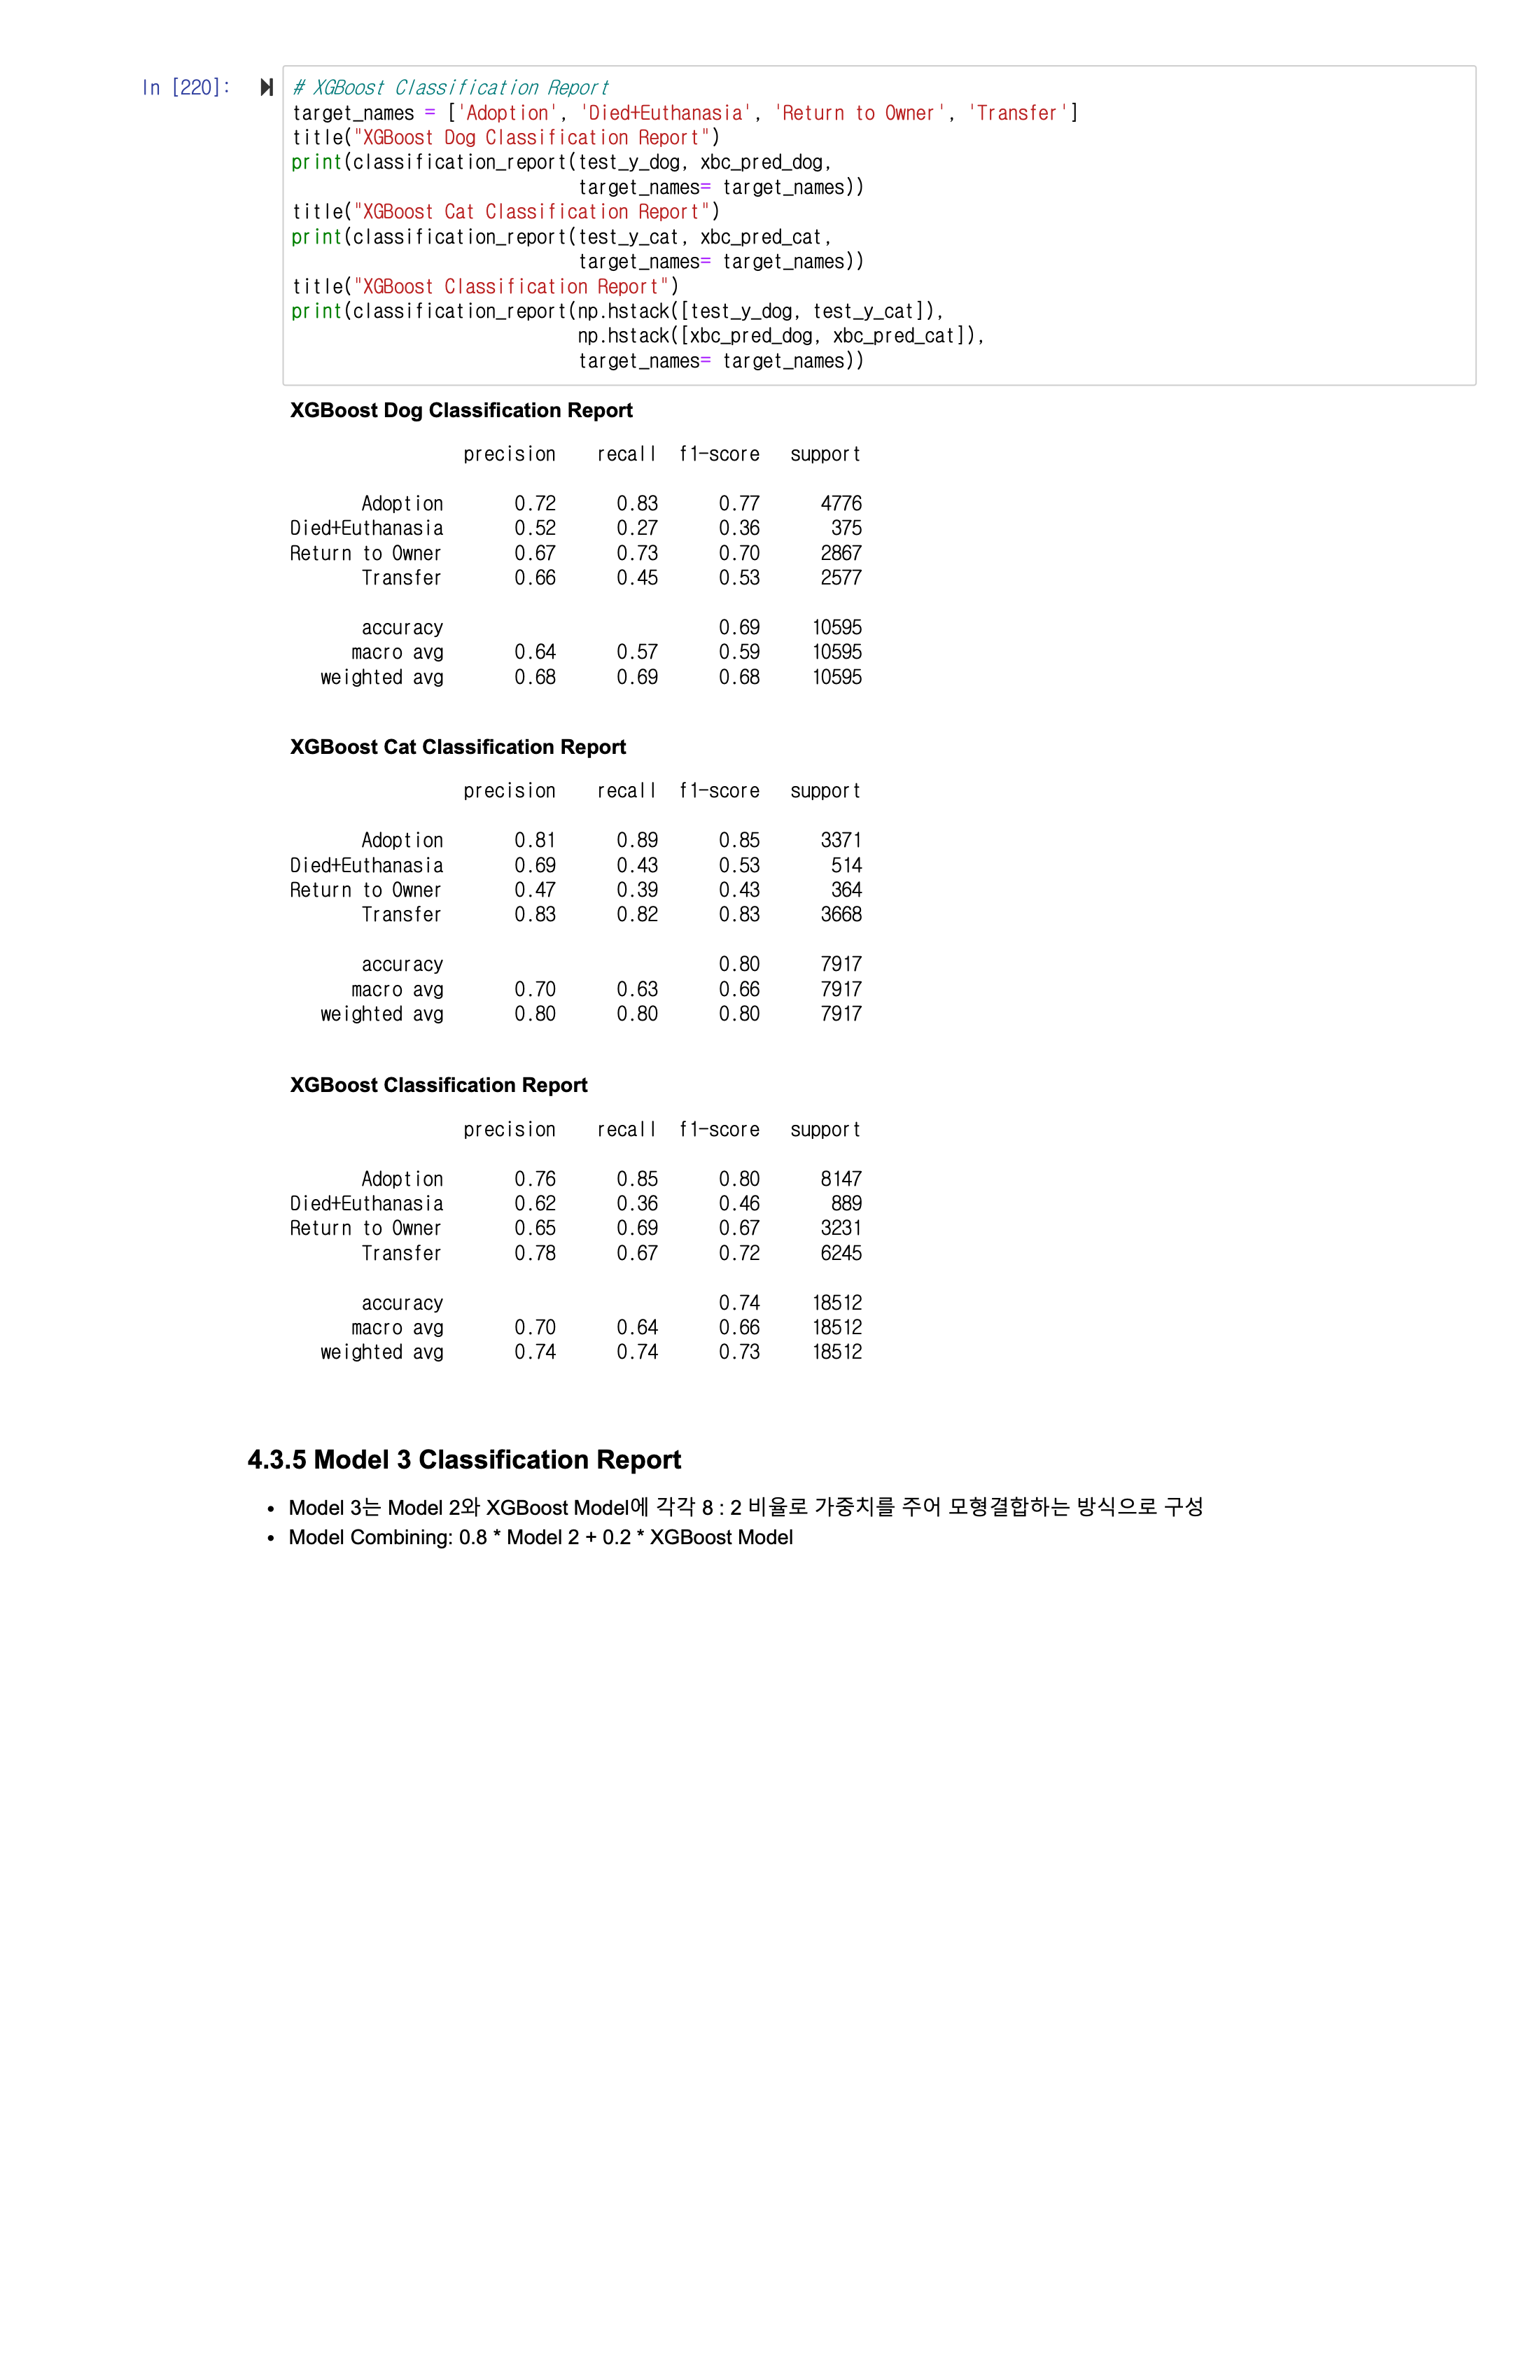 In [220]:
# XGBoost Classification Report
target_names = ['Adoption', 'Died+Euthanasia', 'Return to Owner', 'Transfer']
title("XGBoost Dog Classification Report")
print(classification_report(test_y_dog, xbc_pred_dog,
target_names= target_names))
title("XGBoost Cat Classification Report")
print(classification_report(test_y_cat, xbc_pred_cat,
target_names= target_names))
title("XGBoost Classification Report")
print(classification_report(np.hstack([test_y_dog, test_y_cat]),
np.hstack([xbc_pred_dog, xbc_pred_cat]),
target_names= target_names))
XGBoost Dog Classification Report
precision recall f1-score support
Adoption 0.72 0.83 0.77 4776
Died+Euthanasia 0.52 0.27 0.36 375
Return to Owner 0.67 0.73 0.70 2867
Transfer 0.66 0.45 0.53 2577
accuracy 0.69 10595
macro avg 0.64 0.57 0.59 10595
weighted avg 0.68 0.69 0.68 10595
XGBoost Cat Classification Report
precision recall f1-score support
Adoption 0.81 0.89 0.85 3371
Died+Euthanasia 0.69 0.43 0.53 514
Return to Owner 0.47 0.39 0.43 364
Transfer 0.83 0.82 0.83 3668
accuracy 0.80 7917
macro avg 0.70 0.63 0.66 7917
weighted avg 0.80 0.80 0.80 7917
XGBoost Classification Report
precision recall f1-score support
Adoption 0.76 0.85 0.80 8147
Died+Euthanasia 0.62 0.36 0.46 889
Return to Owner 0.65 0.69 0.67 3231
Transfer 0.78 0.67 0.72 6245
accuracy 0.74 18512
macro avg 0.70 0.64 0.66 18512
weighted avg 0.74 0.74 0.73 18512
4.3.5 Model 3 Classification Report
• Model 3는 Model 2와 XGBoost Model에 각각 8 : 2 비율로 가중치를 주어 모형결합하는 방식으로 구성
• Model Combining: 0.8 * Model 2 + 0.2 * XGBoost Model